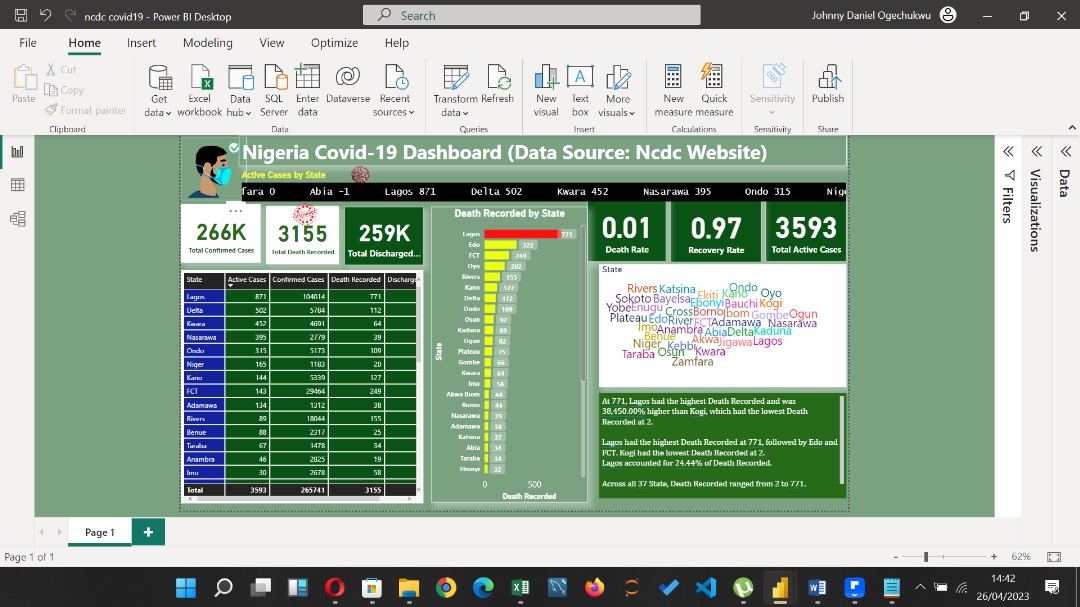 ncdc covid19 - Power BI Desktop
Search
Johnny Daniel Ogechukwu
File Home Insert Modeling View Optimize Help
Paste
Cut
Copy
Format painter
Clipboard
Get data
Excel workbook
Data hub
SQL Server
Enter data
Dataverse
Recent sources
Data
Transform data
Refresh
Queries
New visual
Text box
More visuals
Insert
New measure
Quick measure
Calculations
Sensitivity
Sensitivity
Publish
Share
Nigeria Covid-19 Dashboard (Data Source: Ncdc Website)
Active Cases by State
fara 0 Abia -1 Lagos 871 Delta 502 Kwara 452 Nasarawa 395 Ondo 315 Nig
266K
Total Confirmed Cases
3155
Total Death Recorded
259K
Total Discharged...
State Active Cases Confirmed Cases Death Recorded Discharg
Lagos 871 104014 771
Delta 502 5784 112
Kwara 452 4691 64
Nasarawa 395 2779 39
Ondo 315 5173 109
Niger 165 1183 20
Kano 144 5339 127
FCT 143 29464 249
Adamawa 134 1312 38
Rivers 89 18044 155
Benue 88 2317 25
Taraba 67 1478 34
Anambra 46 2825 19
Imo 30 2678 58
Total 3593 265741 3155
Death Recorded by State
State
Lagos 771
Edo 322
FCT 249
Oyo 202
Rivers 155
Kano 127
Delta 112
Ondo 109
Osun 92
Kaduna 89
Ogun 82
Plateau 75
Gombe 66
Kwara 64
Imo 58
Akwa Ibom 44
Borno 44
Nasarawa 39
Adamawa 38
Katsina 37
Abia 34
Taraba 34
Ebonyi 32
0 500
Death Recorded
0.01
Death Rate
0.97
Recovery Rate
3593
Total Active Cases
State
Rivers Katsina Ekiti Kano Ondo Oyo
Sokoto Bayelsa Ebonyi Bauchi Kogi
Yobe Enugu Cross Borno Ibom Gombe Ogun
Plateau Edo River FCT Adamawa Nasarawa
Imo Anambra Abia Delta Kaduna
Benue Akwa Jigawa Lagos
Niger Kebbi
Taraba Osun Kwara
Zamfara
At 771, Lagos had the highest Death Recorded and was
38,450.00% higher than Kogi, which had the lowest Death
Recorded at 2.
Lagos had the highest Death Recorded at 771, followed by Edo and
FCT. Kogi had the lowest Death Recorded at 2.
Lagos accounted for 24.44% of Death Recorded.
Across all 37 State, Death Recorded ranged from 2 to 771.
Filters
Visualizations
Data
Page 1
+
Page 1 of 1
- + 62%
14:42
26/04/2023